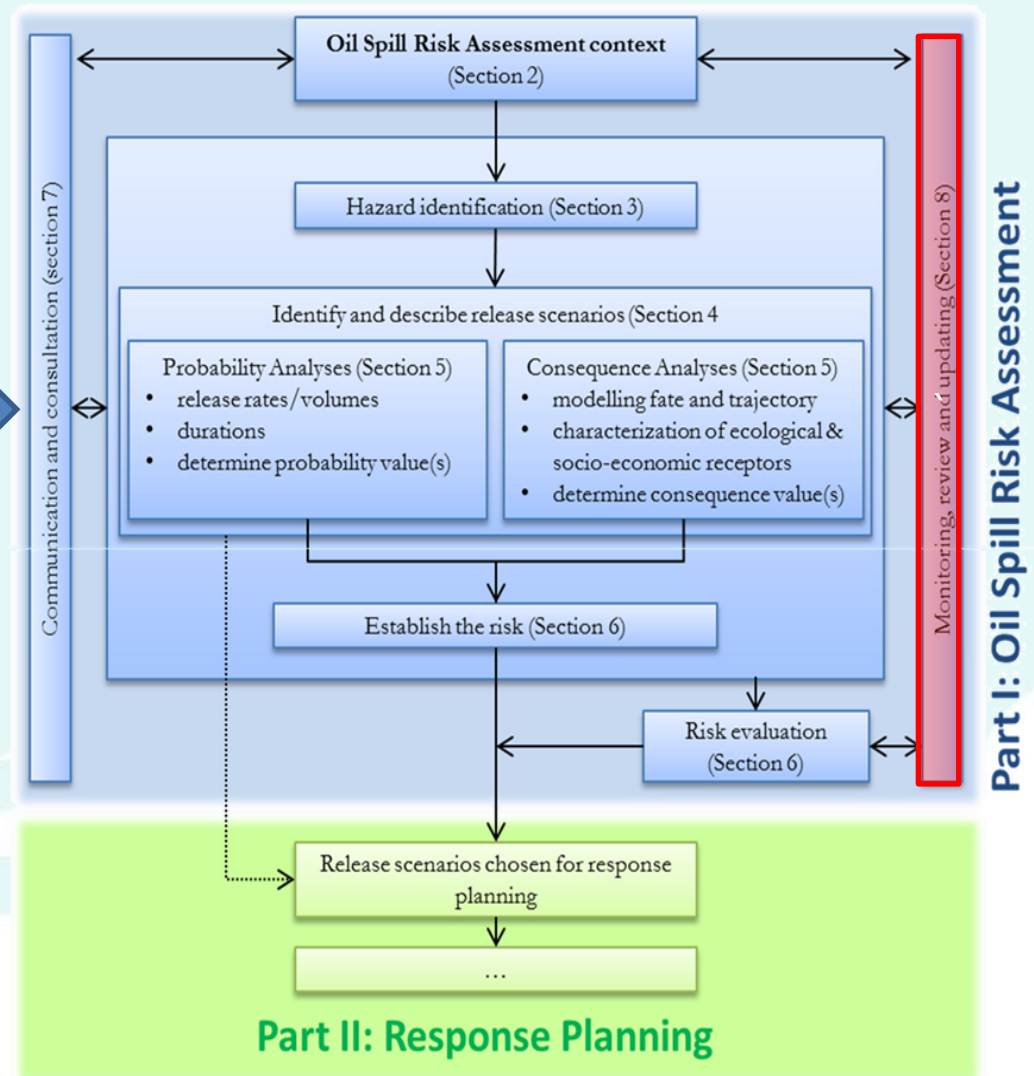 Oil Spill Risk Assessment context
(Section 2)
Communication and consultation (section 7)
Hazard identification (Section 3)
Identify and describe release scenarios (Section 4
Probability Analyses (Section 5)
• release rates/volumes
• durations
• determine probability value(s)
Consequence Analyses (Section 5)
• modelling fate and trajectory
• characterization of ecological &
socio-economic receptors
• determine consequence value(s)
Establish the risk (Section 6)
Risk evaluation
(Section 6)
Monitoring, review and updating (Section 8)
Part I: Oil Spill Risk Assessment
Release scenarios chosen for response
planning
...
Part II: Response Planning